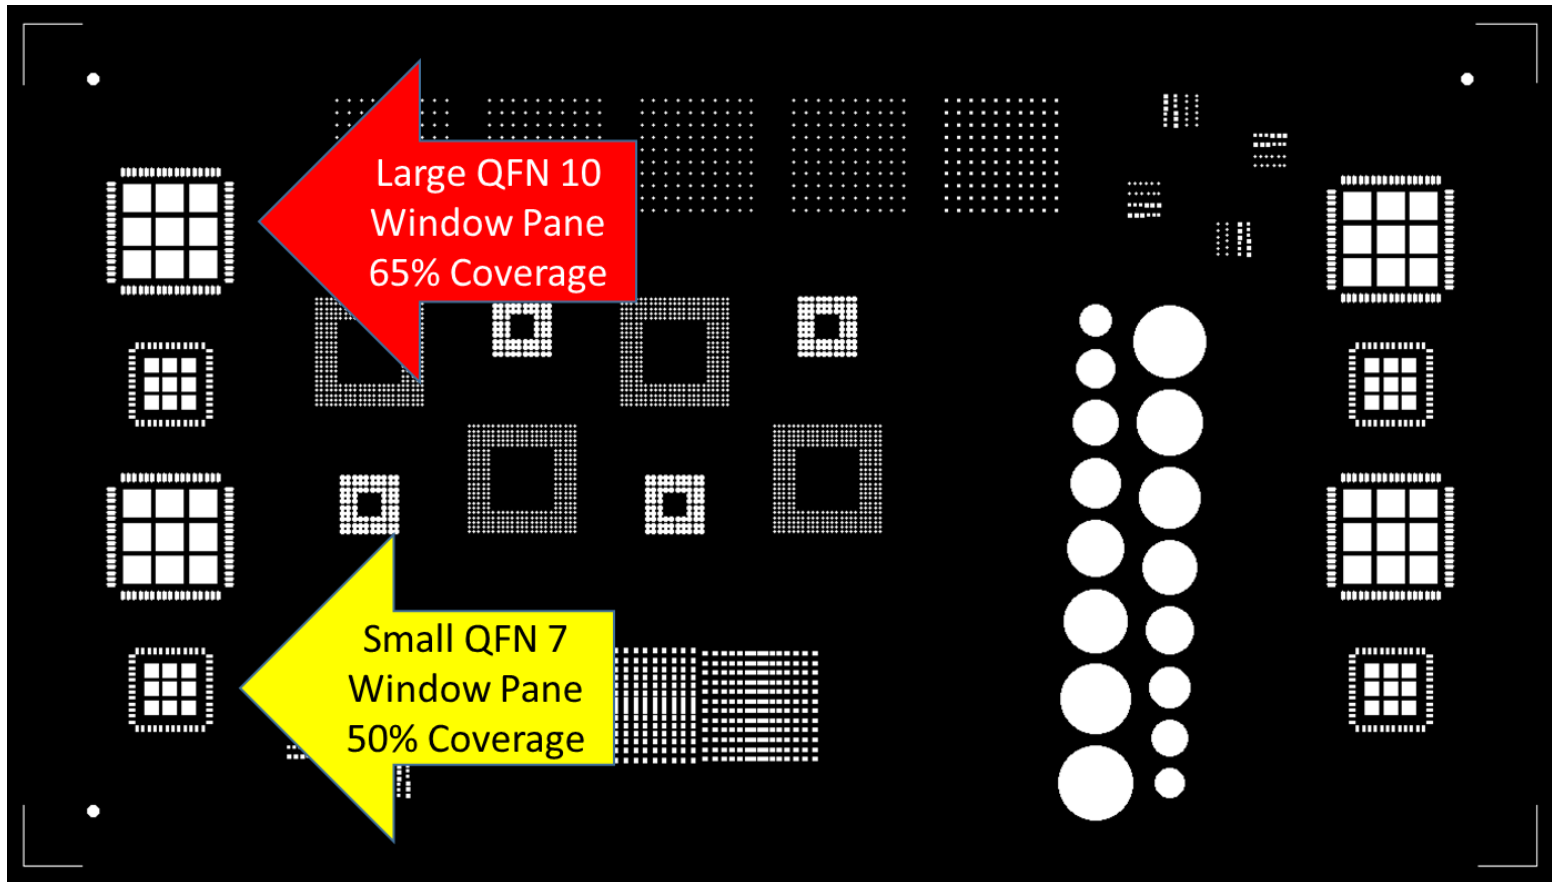 Large QFN 10
Window Pane
65% Coverage
Small QFN 7
Window Pane
50% Coverage